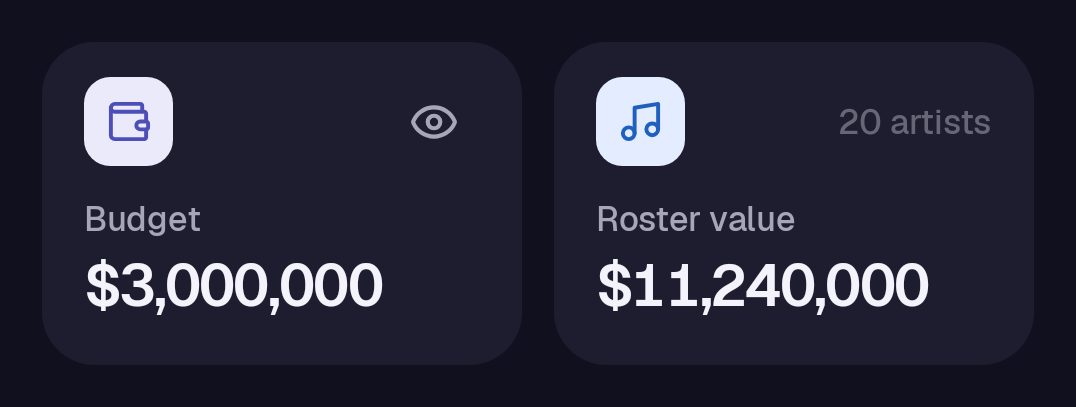 20 artists
Budget
$3,000,000
Roster value
$11,240,000